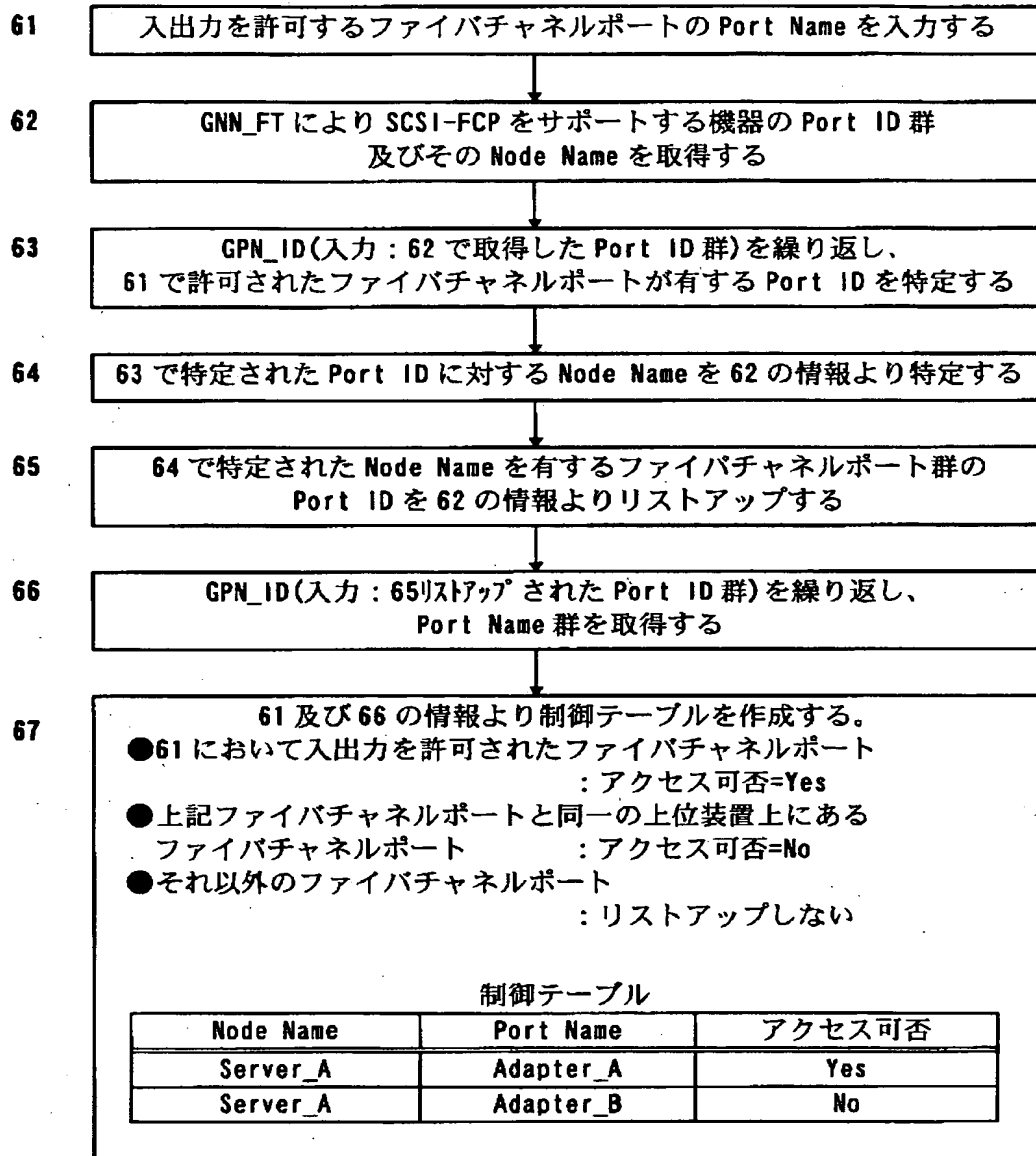 61 入出力を許可するファイバチャネルポートの Port Name を入力する
62 GNN_FT により SCSI-FCP をサポートする機器の Port ID 群
及びその Node Name を取得する
63 GPN_ID(入力：62 で取得した Port ID 群)を繰り返し、
61 で許可されたファイバチャネルポートが有する Port ID を特定する
64 63 で特定された Port ID に対する Node Name を 62 の情報より特定する
65 64 で特定された Node Name を有するファイバチャネルポート群の
Port ID を 62 の情報よりリストアップする
66 GPN_ID(入力：65ﾘｽﾄｱｯﾌﾟされた Port ID 群)を繰り返し、
Port Name 群を取得する
67 61 及び 66 の情報より制御テーブルを作成する。
●61 において入出力を許可されたファイバチャネルポート
：アクセス可否=Yes
●上記ファイバチャネルポートと同一の上位装置上にある
ファイバチャネルポート ：アクセス可否=No
●それ以外のファイバチャネルポート
：リストアップしない
制御テーブル
Node Name Port Name アクセス可否
Server_A Adapter_A Yes
Server_A Adapter_B No